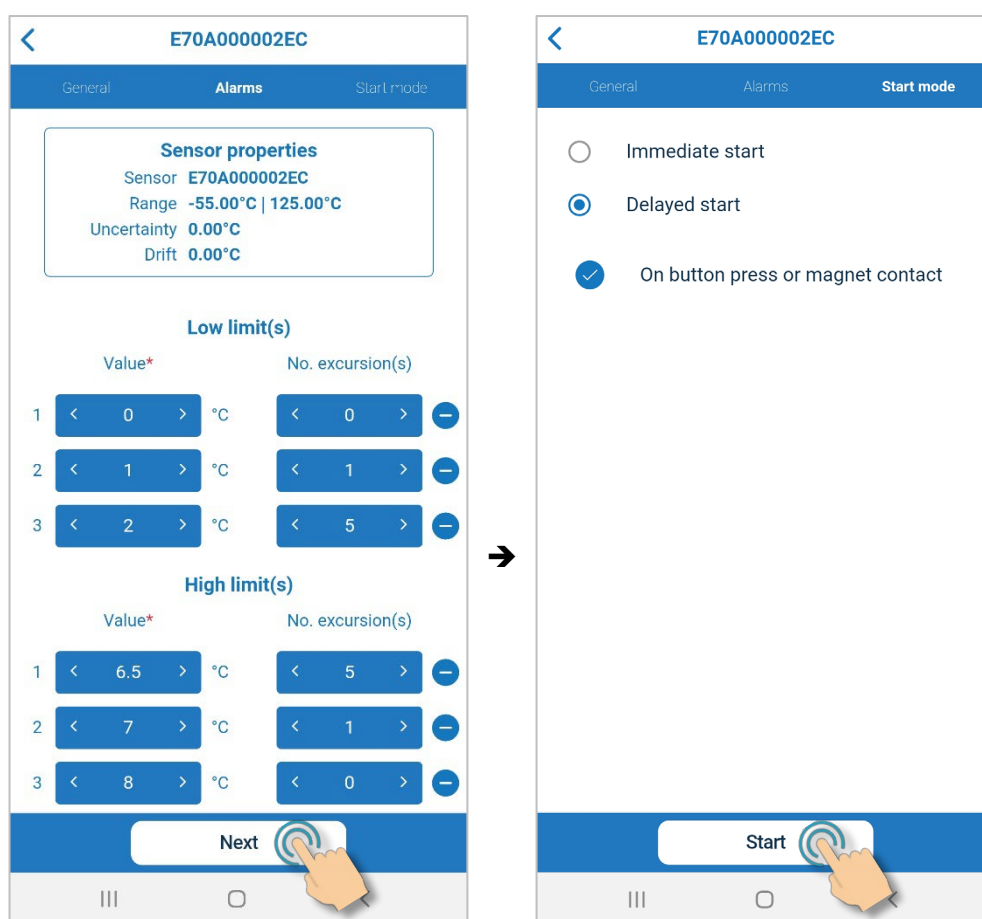 E70A000002EC
General Alarms Start mode
Sensor properties
Sensor E70A000002EC
Range -55.00°C | 125.00°C
Uncertainty 0.00°C
Drift 0.00°C
Low limit(s)
Value* No. excursion(s)
1 < 0 > °C < 0 >
2 < 1 > °C < 1 >
3 < 2 > °C < 5 >
High limit(s)
Value* No. excursion(s)
1 < 6.5 > °C < 5 >
2 < 7 > °C < 1 >
3 < 8 > °C < 0 >
Next
E70A000002EC
General Alarms Start mode
Immediate start
Delayed start
On button press or magnet contact
Start